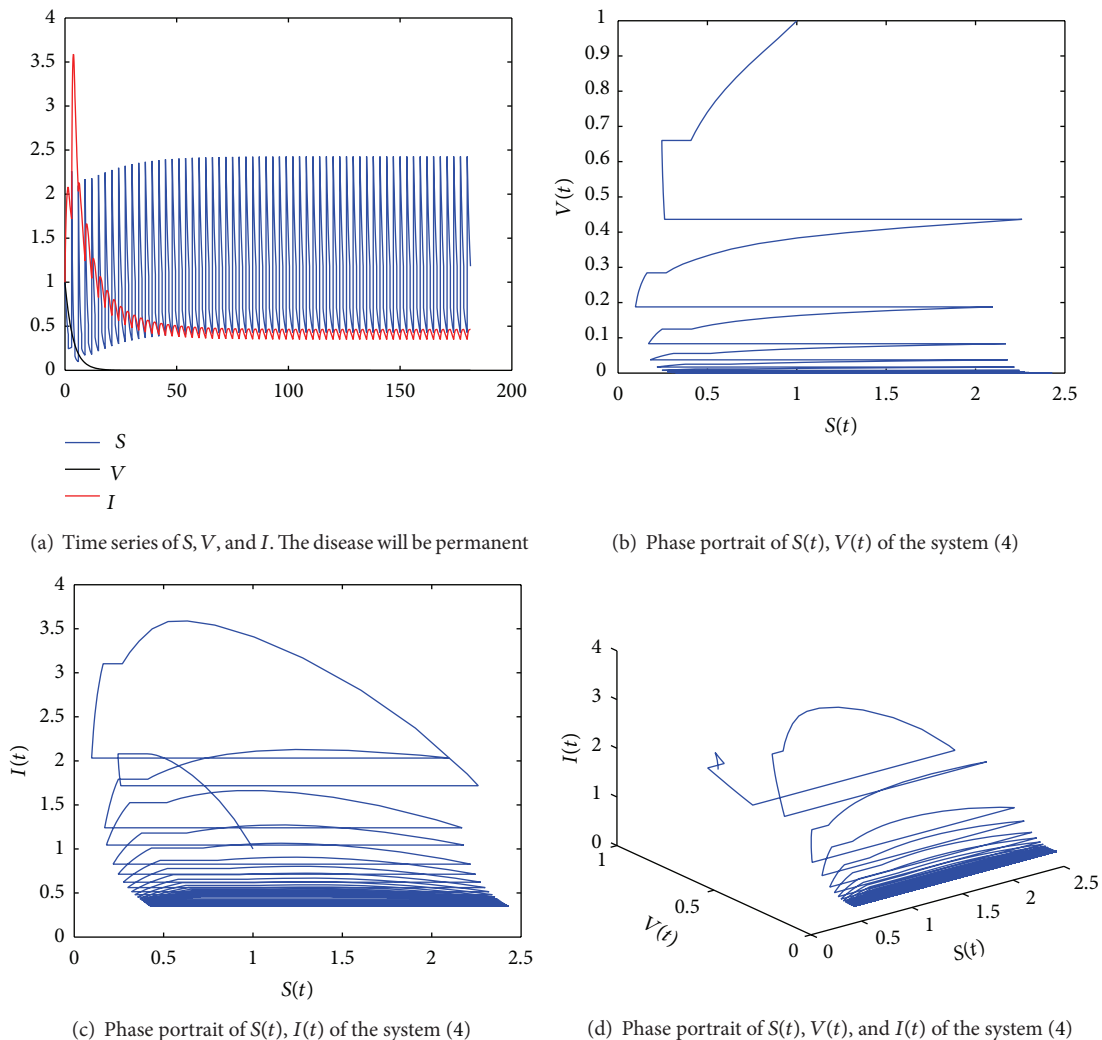 4
3.5
3
2.5
2
1.5
1
0.5
0
0 50 100 150 200
S
V
I
(a) Time series of S, V, and I. The disease will be permanent
1
0.9
0.8
0.7
0.6
0.5
0.4
0.3
0.2
0.1
0
V(t)
0 0.5 1 1.5 2 2.5
S(t)
(b) Phase portrait of S(t), V(t) of the system (4)
4
3.5
3
2.5
2
1.5
1
0.5
0
I(t)
0 0.5 1 1.5 2 2.5
S(t)
(c) Phase portrait of S(t), I(t) of the system (4)
4
3
2
1
0
I(t)
1
0.5
0
V(t)
0 0.5 1 1.5 2 2.5
S(t)
(d) Phase portrait of S(t), V(t), and I(t) of the system (4)